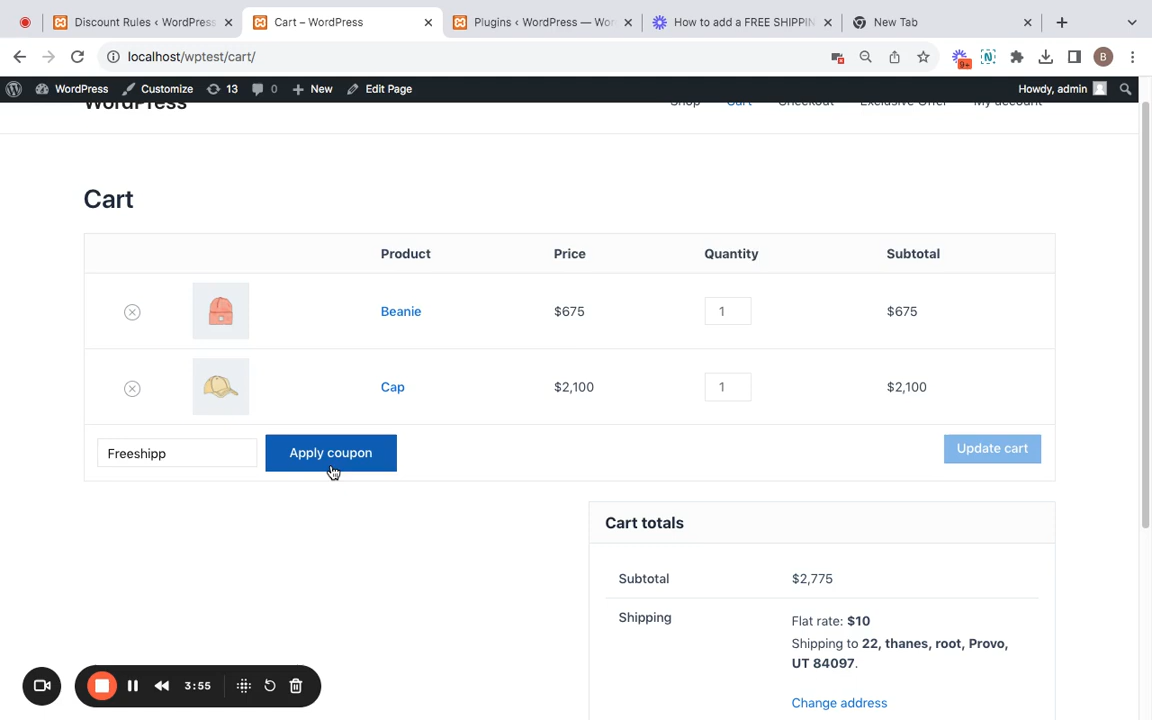 Discount Rules ‹ WordPress
Cart – WordPress
Plugins ‹ WordPress — Wor
How to add a FREE SHIPPIN
New Tab
localhost/wptest/cart/
9+
N
B
WordPress
Customize
13
0
New
Edit Page
Howdy, admin
WordPress
Shop
Cart
Checkout
Exclusive Offer
My account
Cart
Product Price Quantity Subtotal
Beanie $675 1 $675
Cap $2,100 1 $2,100
Freeshipp
Apply coupon
Update cart
Cart totals
Subtotal $2,775
Shipping Flat rate: $10
Shipping to 22, thanes, root, Provo,
UT 84097.
Change address
3:55